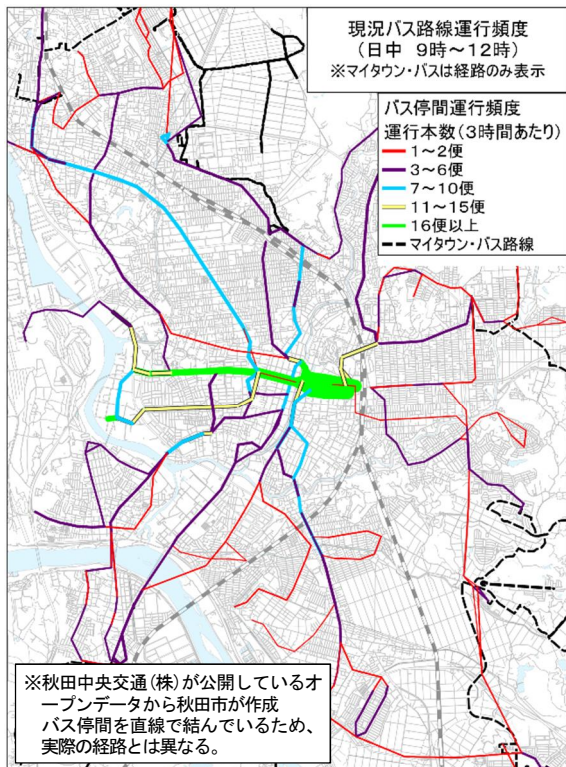 現況バス路線運行頻度
(日中 9時～12時)
※マイタウン・バスは経路のみ表示
バス停間運行頻度
運行本数(3時間あたり)
1～2便
3～6便
7～10便
11～15便
16便以上
マイタウン・バス路線
※秋田中央交通(株)が公開しているオ
ープンデータから秋田市が作成
バス停間を直線で結んでいるため、
実際の経路とは異なる。